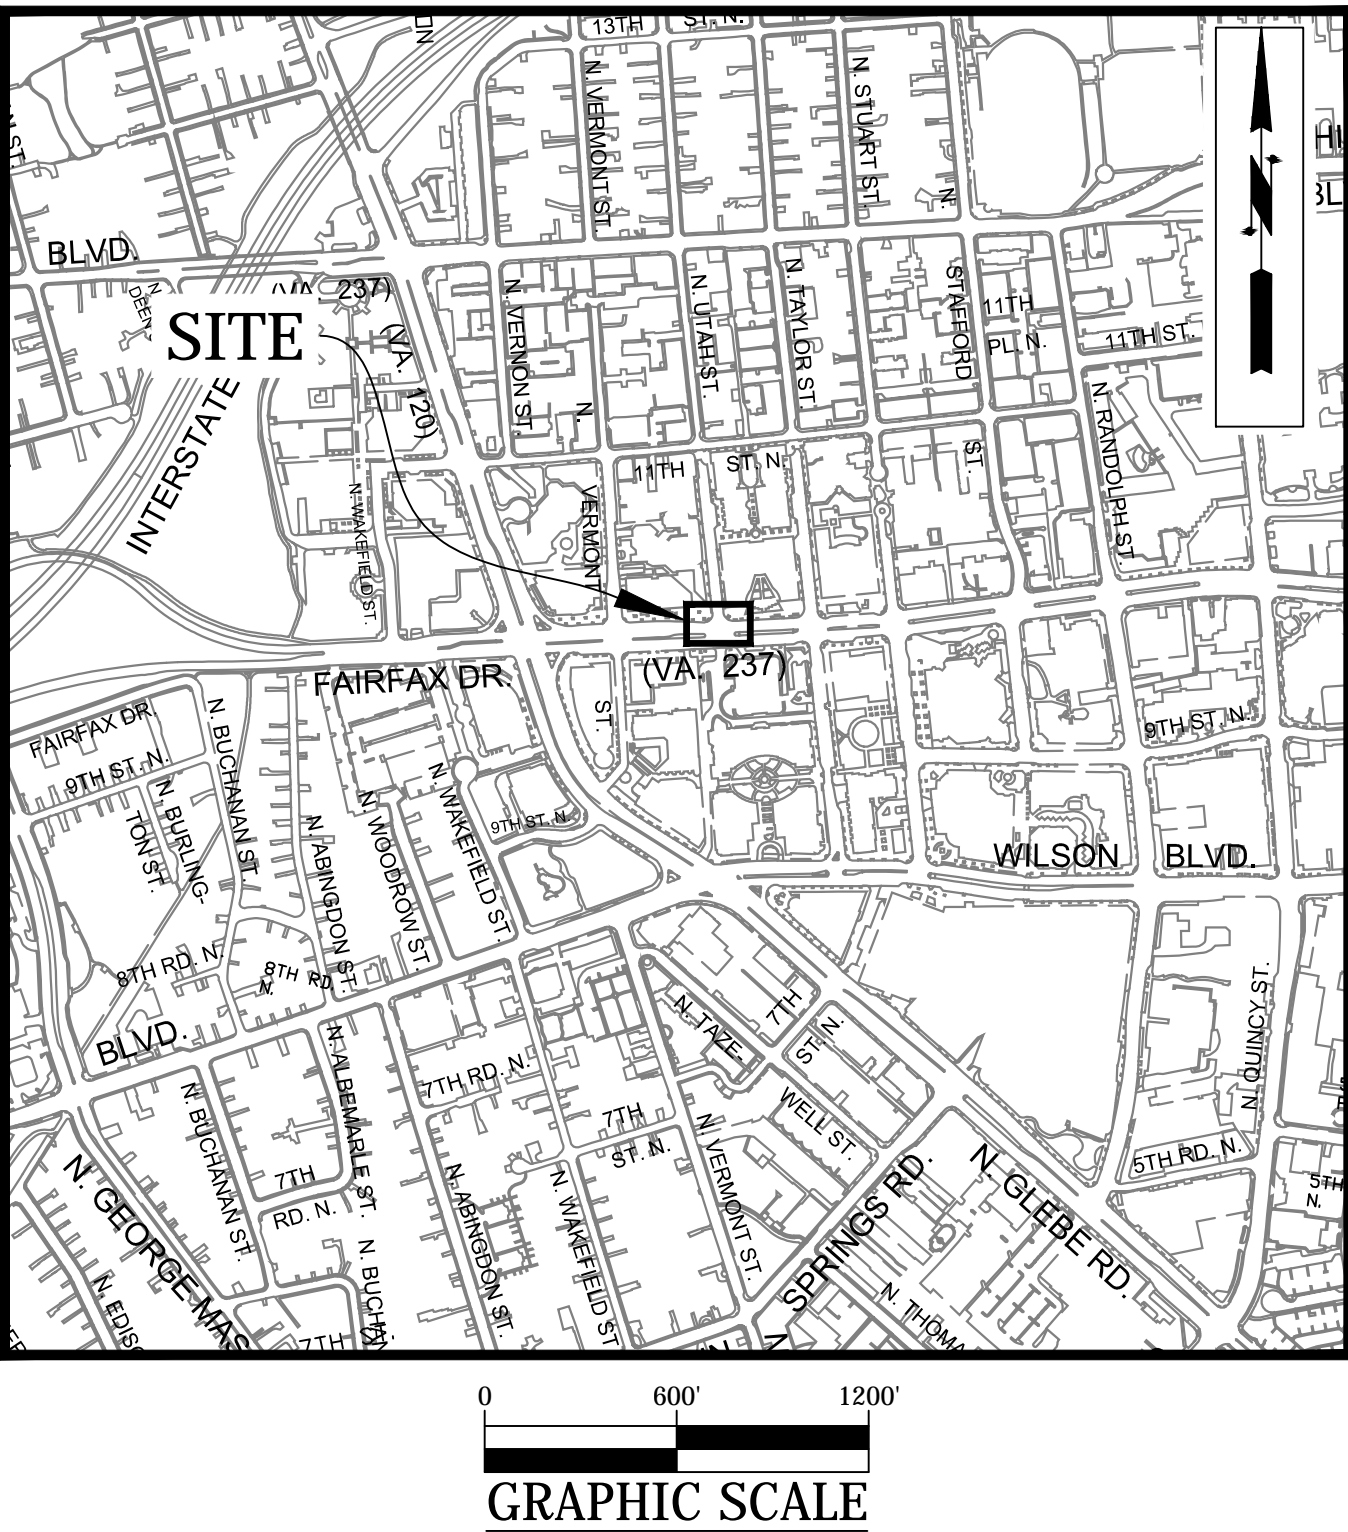 13TH ST. N.
N. VERMONT ST.
N. STUART ST.
N.
BLVD.
(VA. 237)
N.
DEEN
SITE
(VA. 120)
N. VERNON ST.
N.
N. UTAH ST.
N. TAYLOR ST.
STAFFORD
11TH
PL. N.
11TH ST.
INTERSTATE
N. RANDOLPH ST.
N. WAKEFIELD ST.
VERMONT
11TH ST. N.
ST.
FAIRFAX DR.
(VA. 237)
ST.
FAIRFAX DR.
9TH ST. N.
N. BUCHANAN ST.
N. BURLING-
TON ST.
N. ABINGDON ST.
N. WOODROW ST.
N. WAKEFIELD ST.
9TH ST. N.
9TH ST. N.
WILSON BLVD.
8TH RD. N.
8TH RD.
N.
BLVD.
N. TAZE-
WELL ST.
7TH
ST. N.
N. QUINCY ST.
N. BUCHANAN ST.
N. ALBEMARLE ST.
7TH RD. N.
7TH
ST. N.
N. VERMONT ST.
7TH
RD. N.
N. ABINGDON ST.
N. WAKEFIELD ST.
SPRINGS RD.
N. GLEBE RD.
5TH RD. N.
5TH
N.
N. GEORGE MAS
N. EDIS
N. BUCHA
7TH
N. THOMA
0 600' 1200'
GRAPHIC SCALE